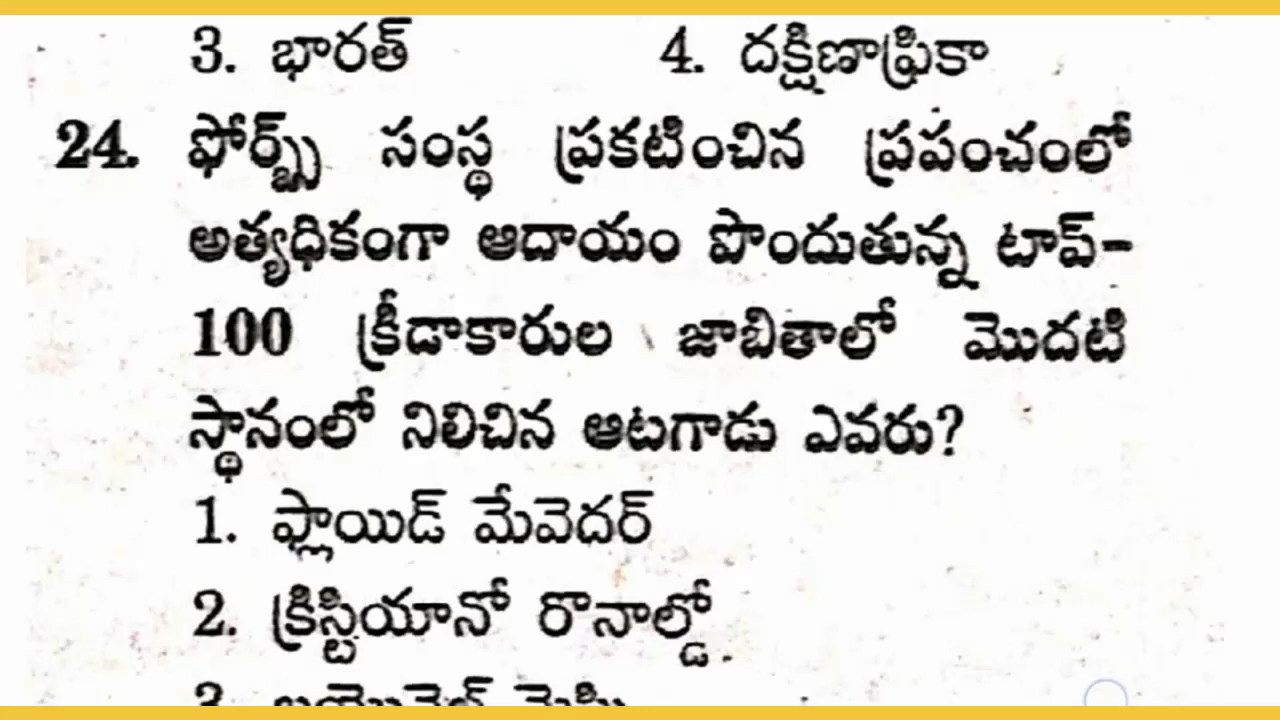 3. భారత్ 4. దక్షిణాఫ్రికా
24. ఫోర్బ్స్ సంస్థ ప్రకటించిన ప్రపంచంలో
అత్యధికంగా ఆదాయం పొందుతున్న టాప్-
100 క్రీడాకారుల జాబితాలో మొదటి
స్థానంలో నిలిచిన ఆటగాడు ఎవరు?
1. ఫ్లాయిడ్ మేవెదర్
2. క్రిస్టియానో రొనాల్డో